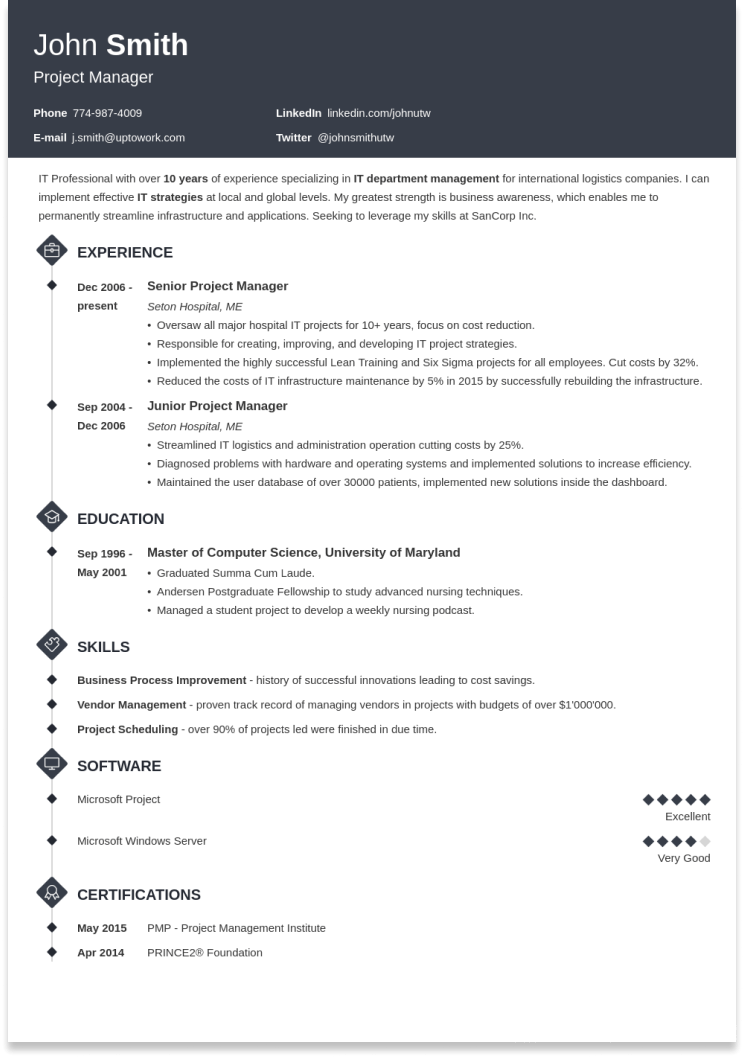 John Smith
Project Manager
Phone 774-987-4009 LinkedIn linkedin.com/johnutw
E-mail j.smith@uptowork.com Twitter @johnsmithutw
IT Professional with over 10 years of experience specializing in IT department management for international logistics companies. I can
implement effective IT strategies at local and global levels. My greatest strength is business awareness, which enables me to
permanently streamline infrastructure and applications. Seeking to leverage my skills at SanCorp Inc.
EXPERIENCE
Dec 2006 - Senior Project Manager
present Seton Hospital, ME
• Oversaw all major hospital IT projects for 10+ years, focus on cost reduction.
• Responsible for creating, improving, and developing IT project strategies.
• Implemented the highly successful Lean Training and Six Sigma projects for all employees. Cut costs by 32%.
• Reduced the costs of IT infrastructure maintenance by 5% in 2015 by successfully rebuilding the infrastructure.
Sep 2004 - Junior Project Manager
Dec 2006 Seton Hospital, ME
• Streamlined IT logistics and administration operation cutting costs by 25%.
• Diagnosed problems with hardware and operating systems and implemented solutions to increase efficiency.
• Maintained the user database of over 30000 patients, implemented new solutions inside the dashboard.
EDUCATION
Sep 1996 - Master of Computer Science, University of Maryland
May 2001 • Graduated Summa Cum Laude.
• Andersen Postgraduate Fellowship to study advanced nursing techniques.
• Managed a student project to develop a weekly nursing podcast.
SKILLS
Business Process Improvement - history of successful innovations leading to cost savings.
Vendor Management - proven track record of managing vendors in projects with budgets of over $1'000'000.
Project Scheduling - over 90% of projects led were finished in due time.
SOFTWARE
Microsoft Project
Excellent
Microsoft Windows Server
Very Good
CERTIFICATIONS
May 2015 PMP - Project Management Institute
Apr 2014 PRINCE2® Foundation